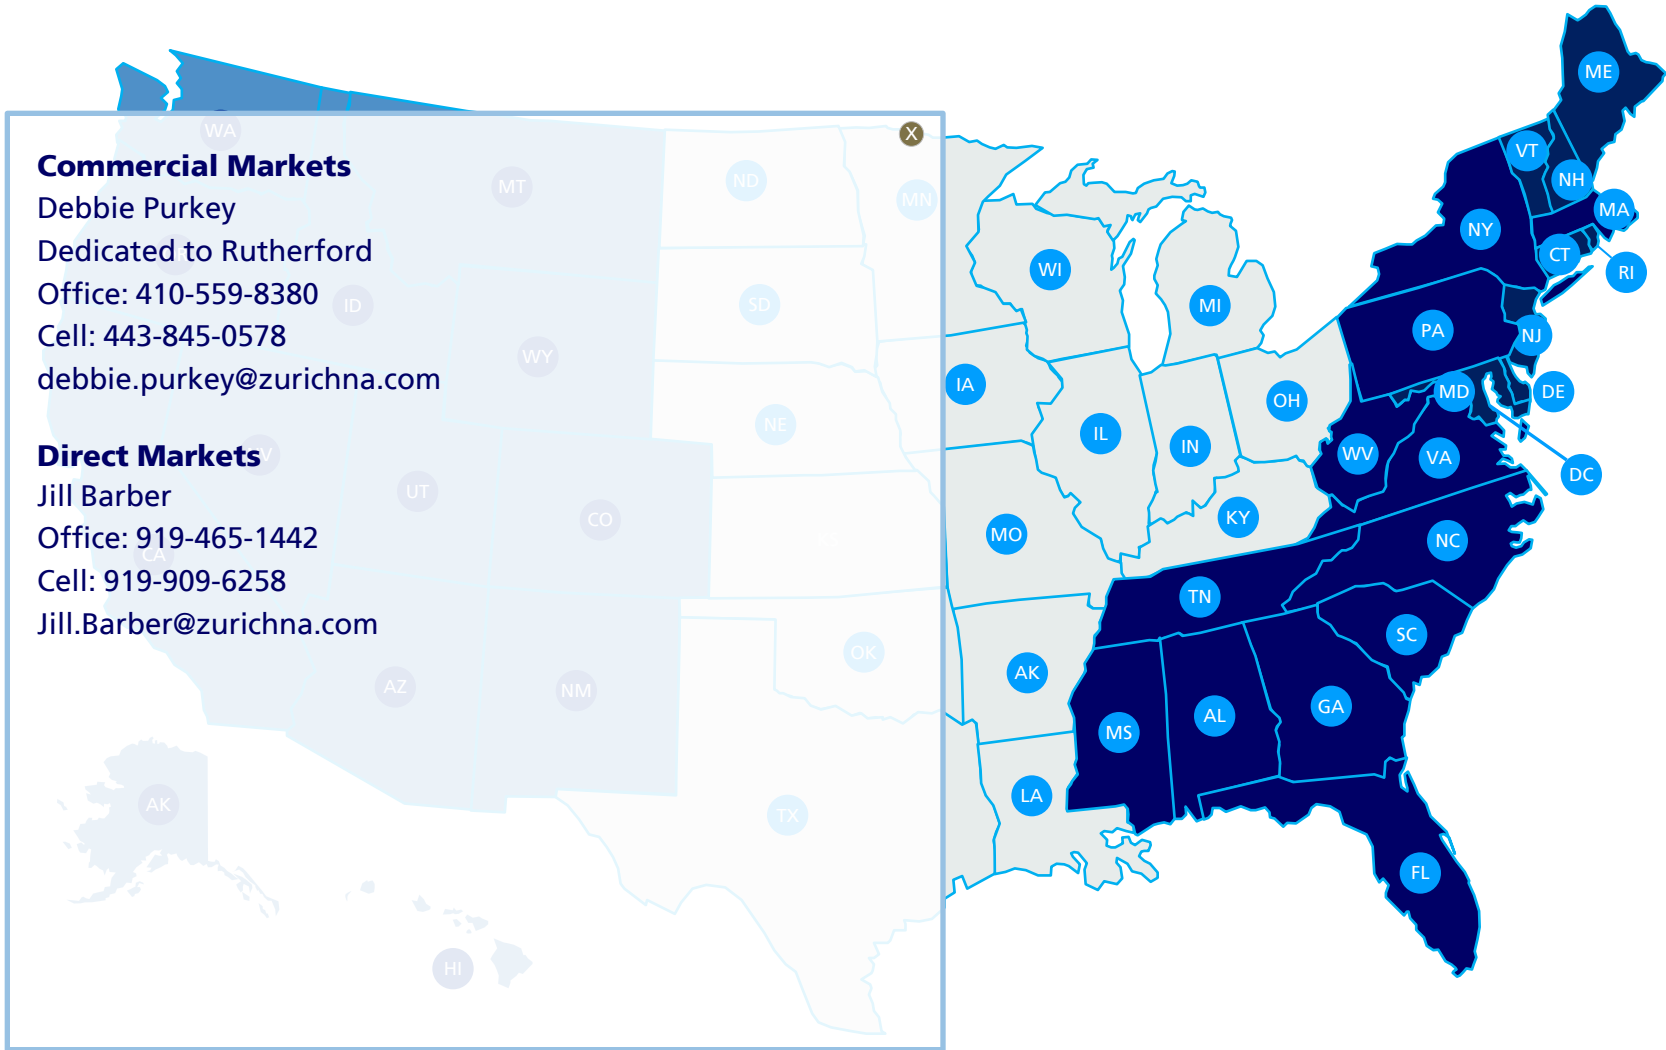 X
Commercial Markets
Debbie Purkey
Dedicated to Rutherford
Office: 410-559-8380
Cell: 443-845-0578
debbie.purkey@zurichna.com
Direct Markets
Jill Barber
Office: 919-465-1442
Cell: 919-909-6258
Jill.Barber@zurichna.com
WA
MT
ND
MN
ID
WY
SD
NE
UT
CO
CA
AZ
NM
OK
TX
AK
HI
WI
MI
IA
IL
IN
OH
MO
KY
AK
LA
TN
MS
AL
GA
FL
SC
NC
VA
WV
PA
NY
VT
NH
ME
MA
CT
RI
NJ
MD
DE
DC